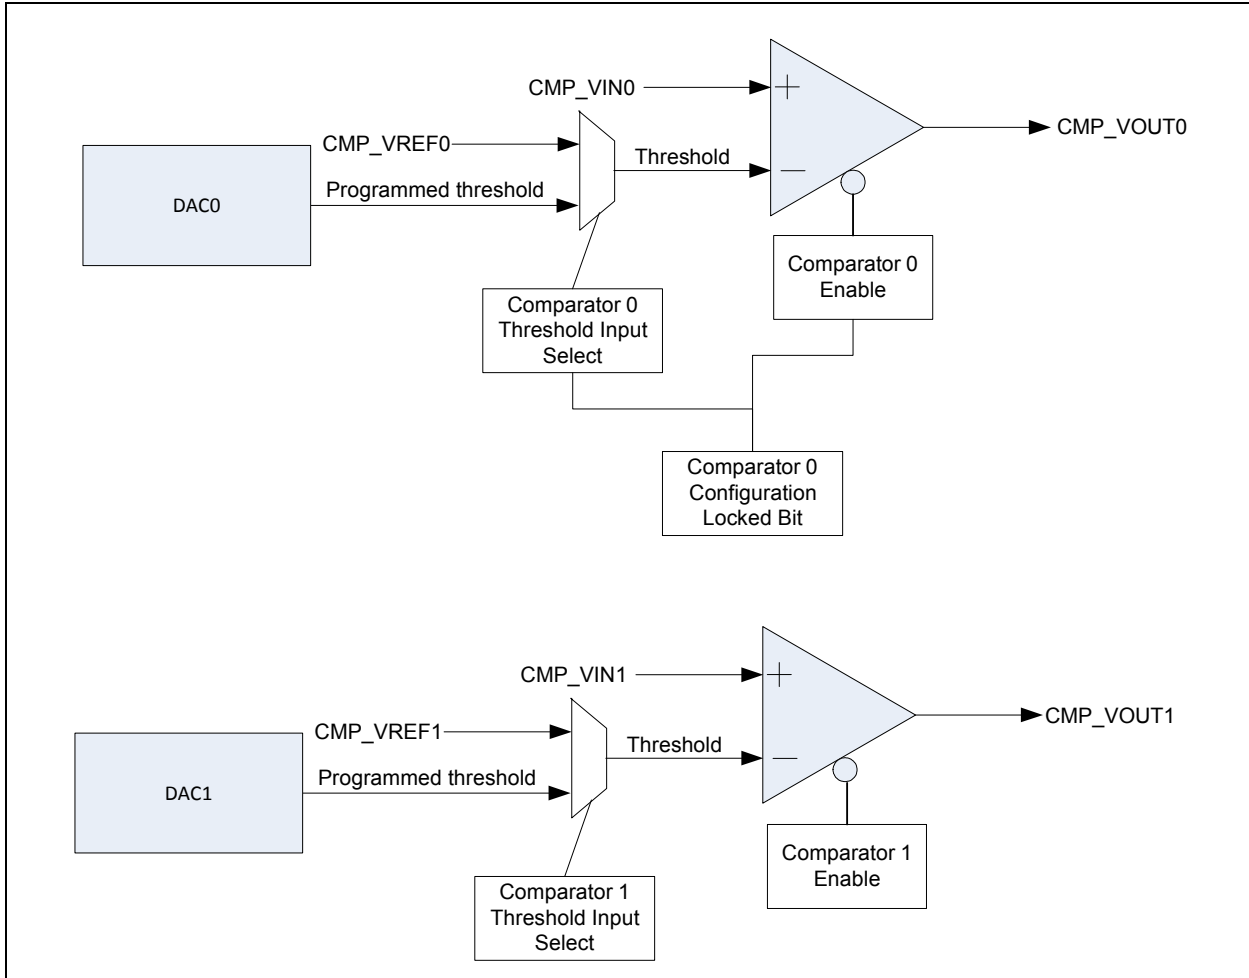 CMP_VIN0
+
CMP_VREF0
CMP_VOUT0
Threshold
—
Programmed threshold
DAC0
Comparator 0
Enable
Comparator 0
Threshold Input
Select
Comparator 0
Configuration
Locked Bit
CMP_VIN1
+
CMP_VREF1
CMP_VOUT1
Threshold
—
Programmed threshold
DAC1
Comparator 1
Enable
Comparator 1
Threshold Input
Select